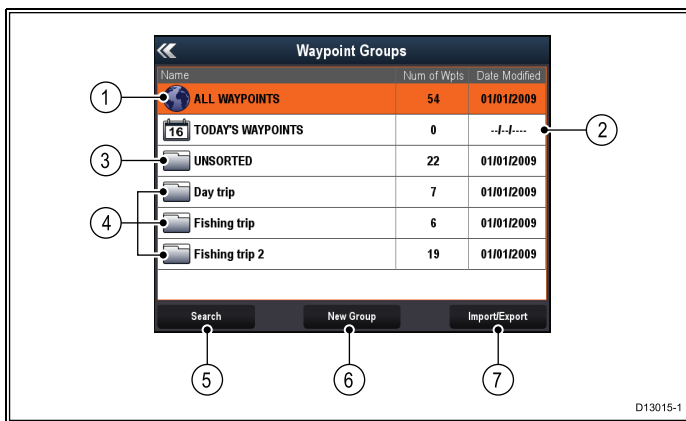 Waypoint Groups
Name Num of Wpts Date Modified
1 ALL WAYPOINTS 54 01/01/2009
16 TODAY'S WAYPOINTS 0 --/--/---- 2
3 UNSORTED 22 01/01/2009
Day trip 7 01/01/2009
4 Fishing trip 6 01/01/2009
Fishing trip 2 19 01/01/2009
Search New Group Import/Export
5 6 7
D13015-1